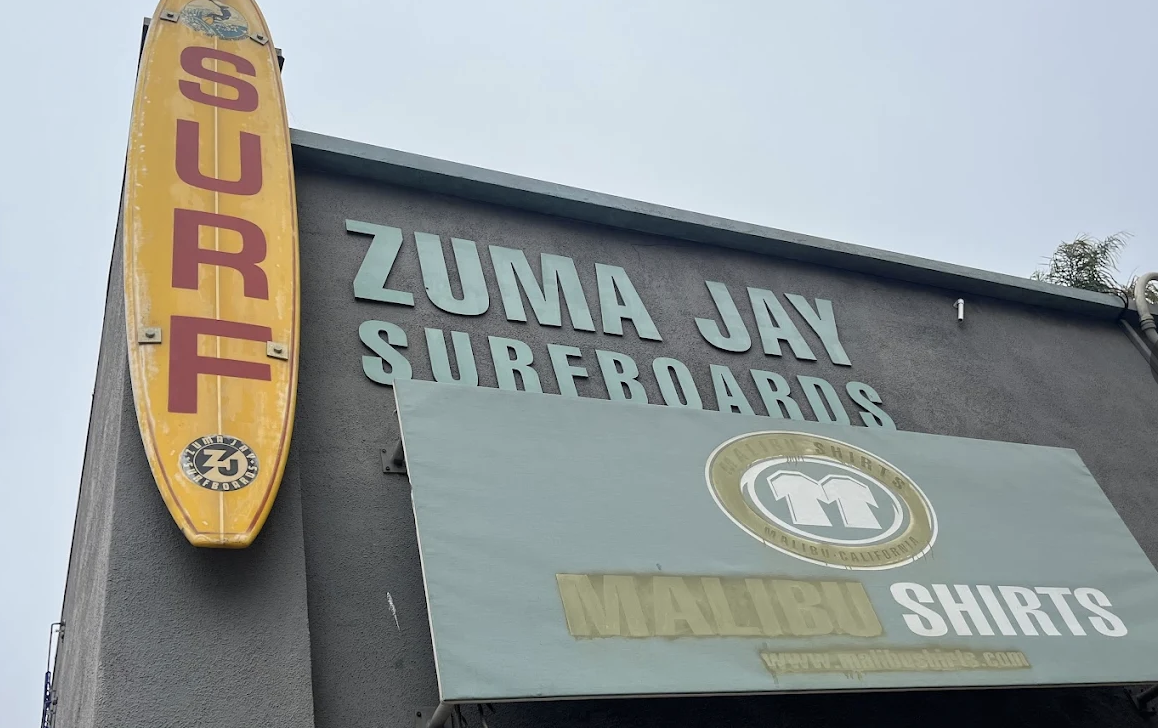 SURF
ZUMA JAY SURFBOARDS
ZJ
ZUMA JAY
SURFBOARDS
MALIBU SHIRTS
MALIBU · CALIFORNIA
MALIBU SHIRTS
www.malibushirts.com